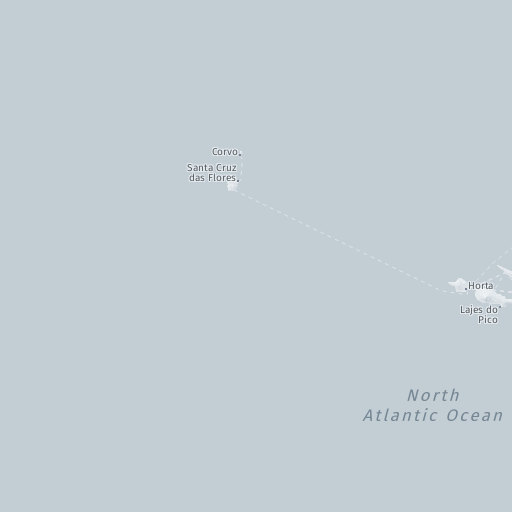 Corvo
Santa Cruz
das Flores
Horta
Lajes do
Pico
North
Atlantic Ocean